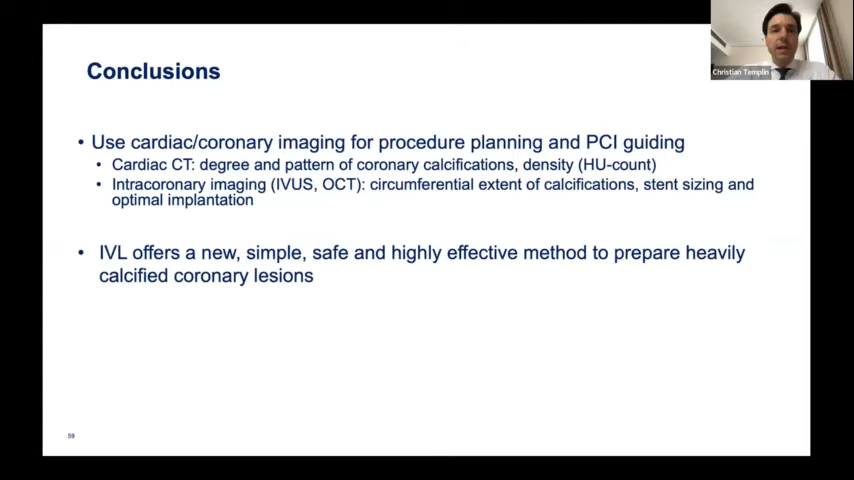 Christian Templin
Conclusions
• Use cardiac/coronary imaging for procedure planning and PCI guiding
• Cardiac CT: degree and pattern of coronary calcifications, density (HU-count)
• Intracoronary imaging (IVUS, OCT): circumferential extent of calcifications, stent sizing and
optimal implantation
• IVL offers a new, simple, safe and highly effective method to prepare heavily
calcified coronary lesions
59